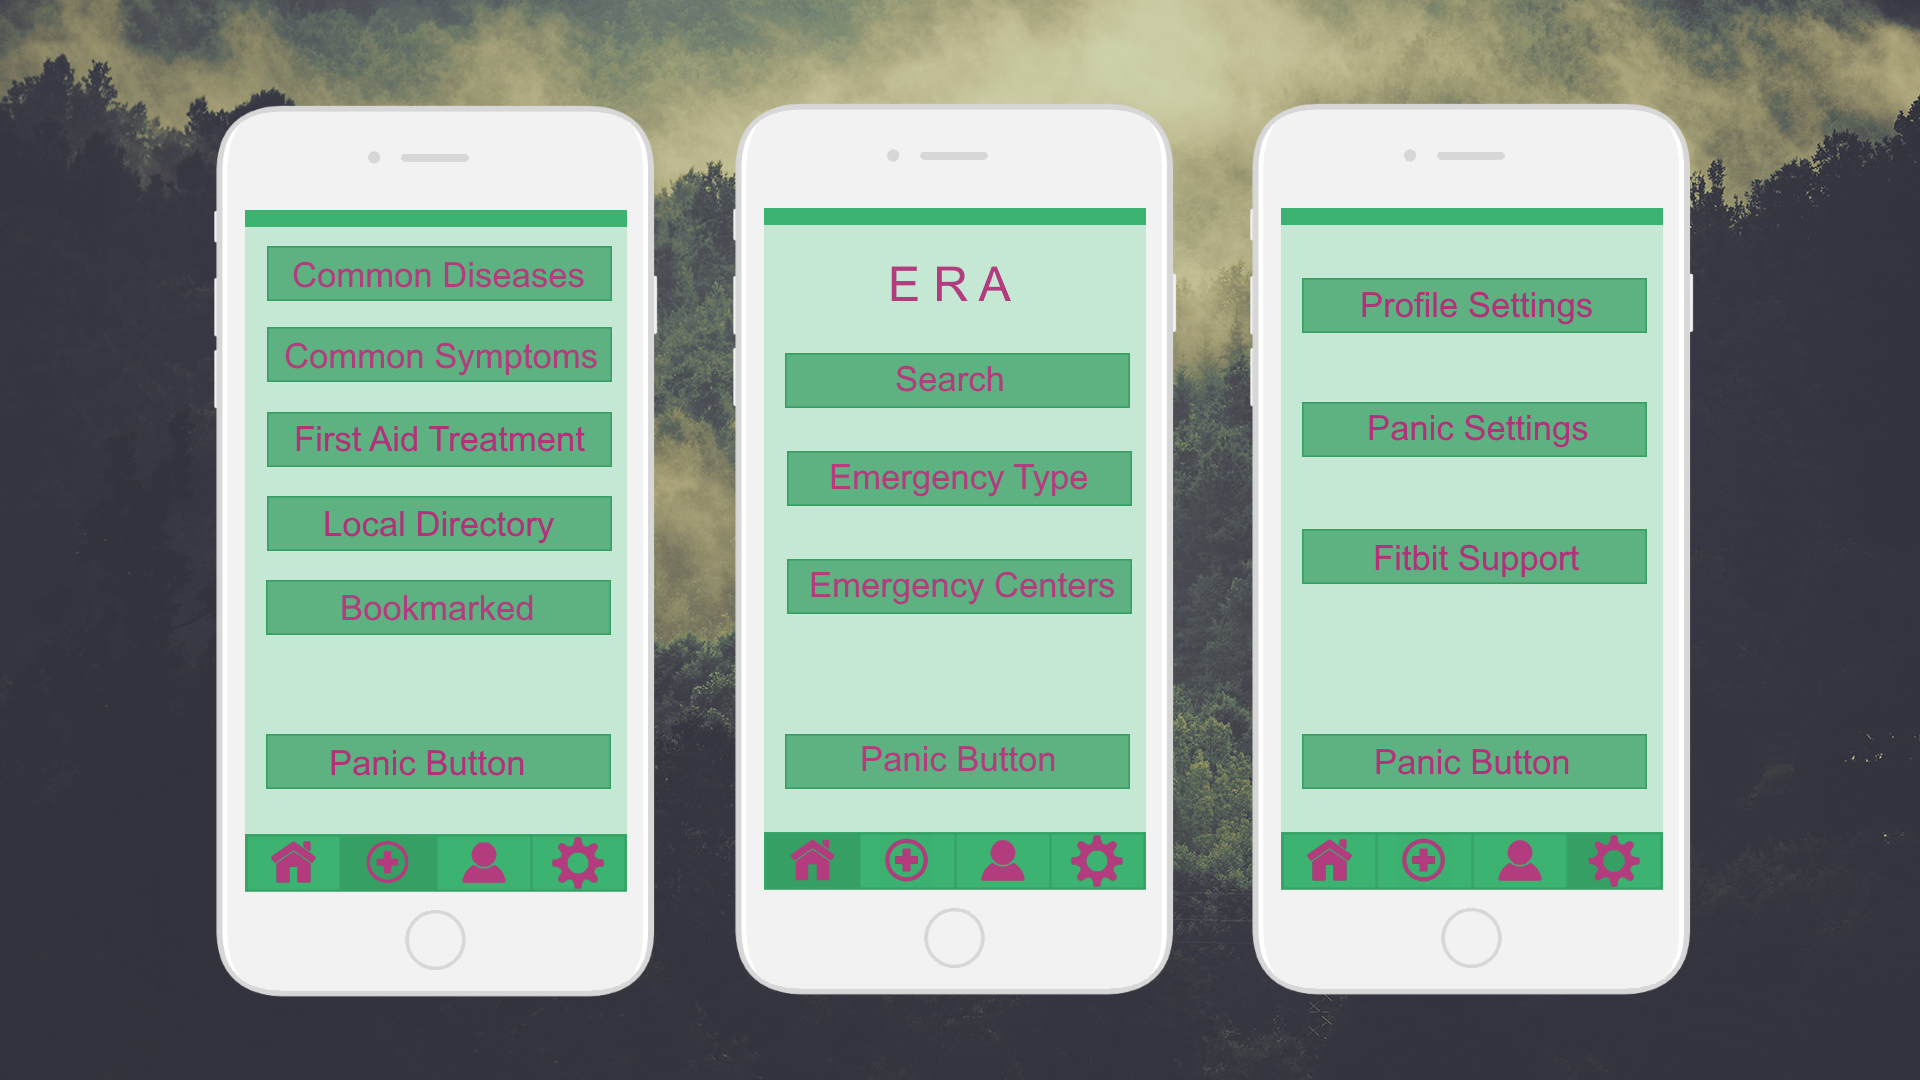 Common Diseases
Common Symptoms
First Aid Treatment
Local Directory
Bookmarked
Panic Button
E R A
Search
Emergency Type
Emergency Centers
Panic Button
Profile Settings
Panic Settings
Fitbit Support
Panic Button